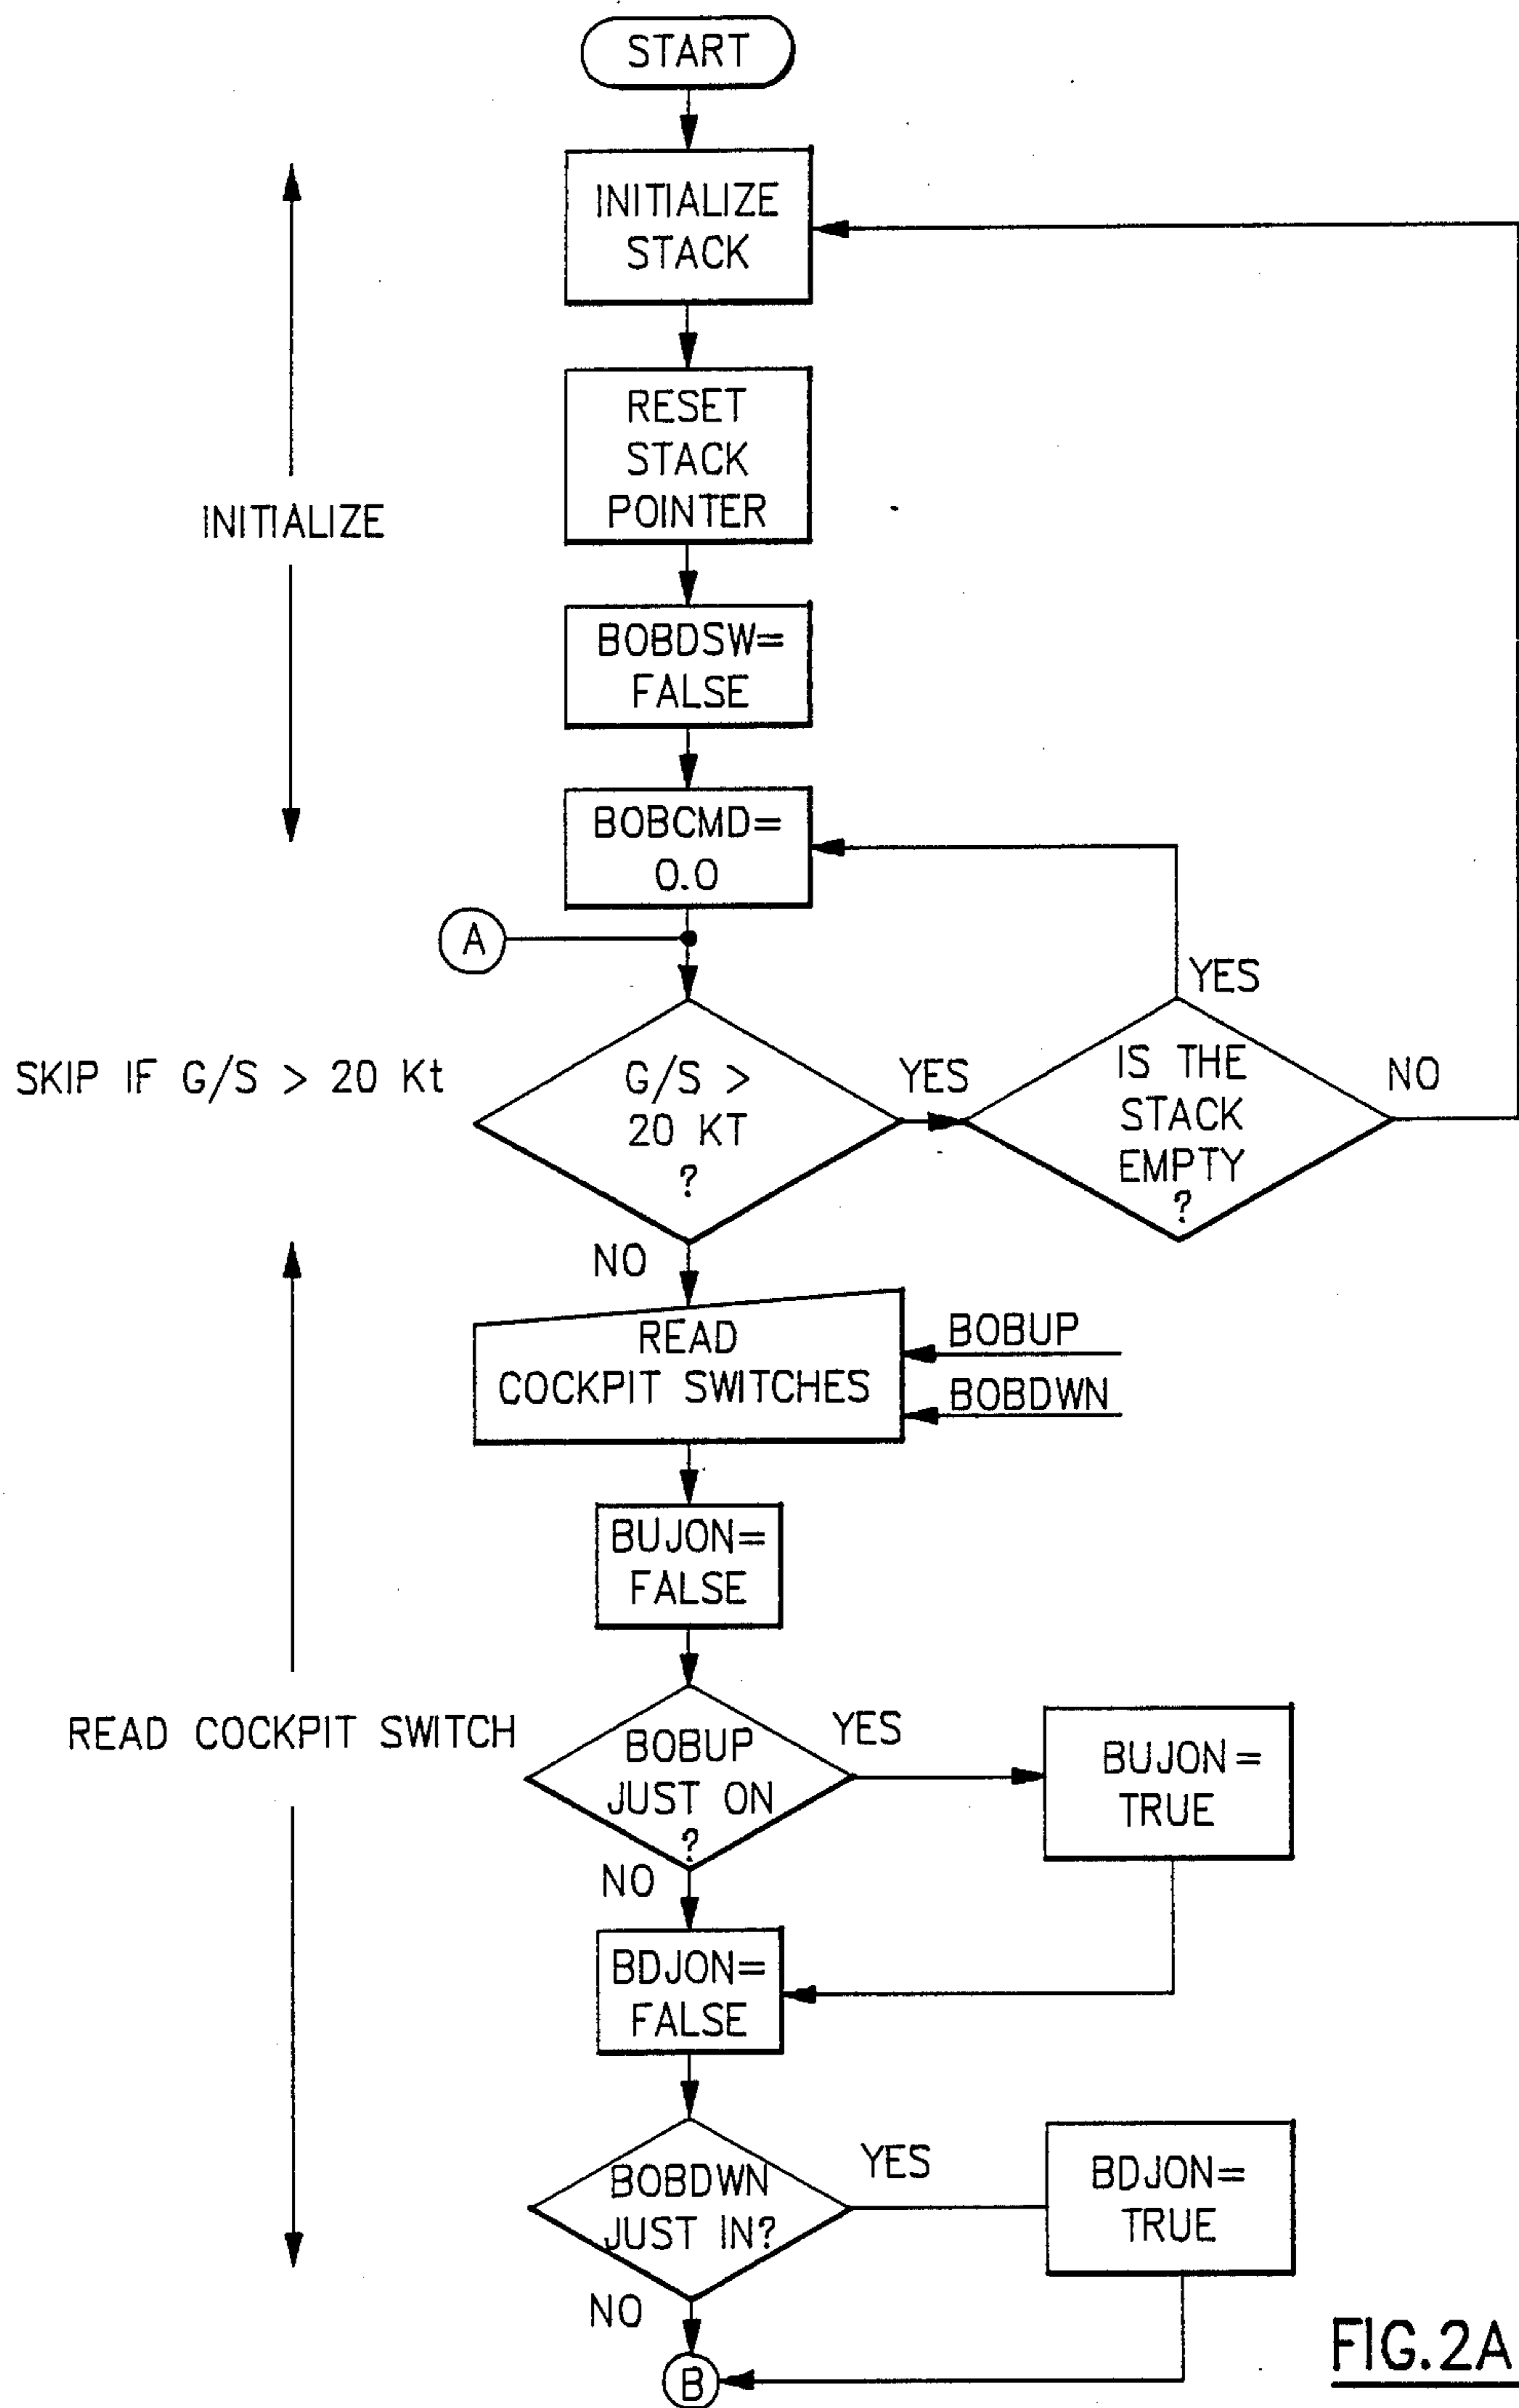 START
INITIALIZE
STACK
RESET
STACK
POINTER
INITIALIZE
BOBDSW=
FALSE
BOBCMD=
0.0
A
YES
SKIP IF G/S > 20 Kt
G/S >
20 KT
?
YES
IS THE
STACK
EMPTY
?
NO
NO
READ
COCKPIT SWITCHES
BOBUP
BOBDWN
BUJON=
FALSE
READ COCKPIT SWITCH
BOBUP
JUST ON
?
YES
BUJON=
TRUE
NO
BDJON=
FALSE
BOBDWN
JUST IN?
YES
BDJON=
TRUE
NO
B
FIG.2A